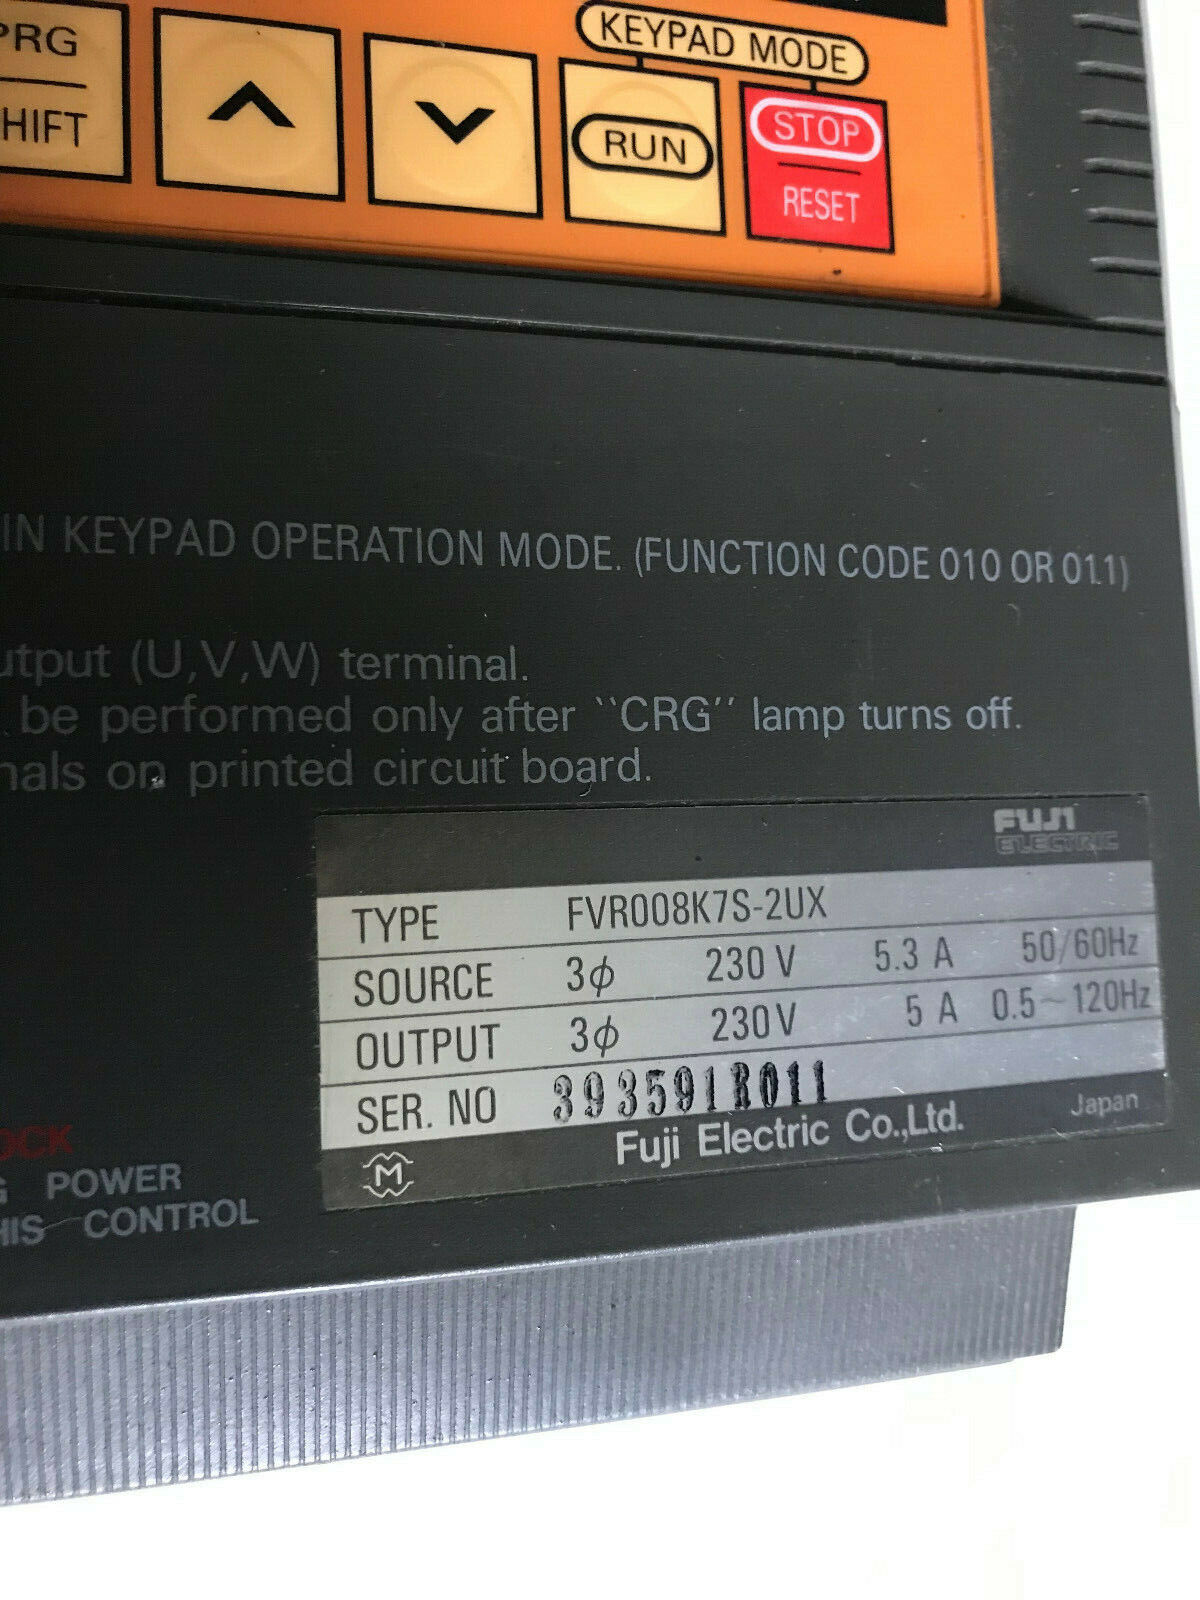 KEYPAD MODE
PRG
SHIFT
RUN
STOP
RESET
IN KEYPAD OPERATION MODE. (FUNCTION CODE 010 OR 011)
utput (U,V,W) terminal.
be performed only after "CRG" lamp turns off.
nals on printed circuit board.
FUJI
ELECTRIC
TYPE FVR008K7S-2UX
SOURCE 3ϕ 230 V 5.3 A 50/60Hz
OUTPUT 3ϕ 230V 5 A 0.5~120Hz
SER. NO 393591R011
Fuji Electric Co.,Ltd. Japan
M
OCK
G POWER
HIS CONTROL